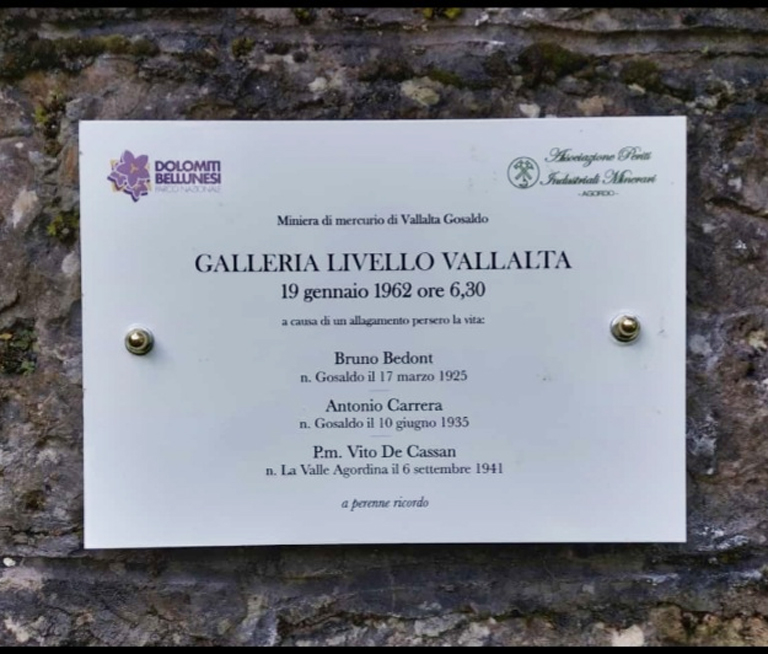 DOLOMITI
BELLUNESI
PARCO NAZIONALE
Associazione Periti
Industriali Minerari
- AGORDO -
Miniera di mercurio di Vallalta Gosaldo
GALLERIA LIVELLO VALLALTA
19 gennaio 1962 ore 6,30
a causa di un allagamento persero la vita:
Bruno Bedont
n. Gosaldo il 17 marzo 1925
Antonio Carrera
n. Gosaldo il 10 giugno 1935
P.m. Vito De Cassan
n. La Valle Agordina il 6 settembre 1941
a perenne ricordo